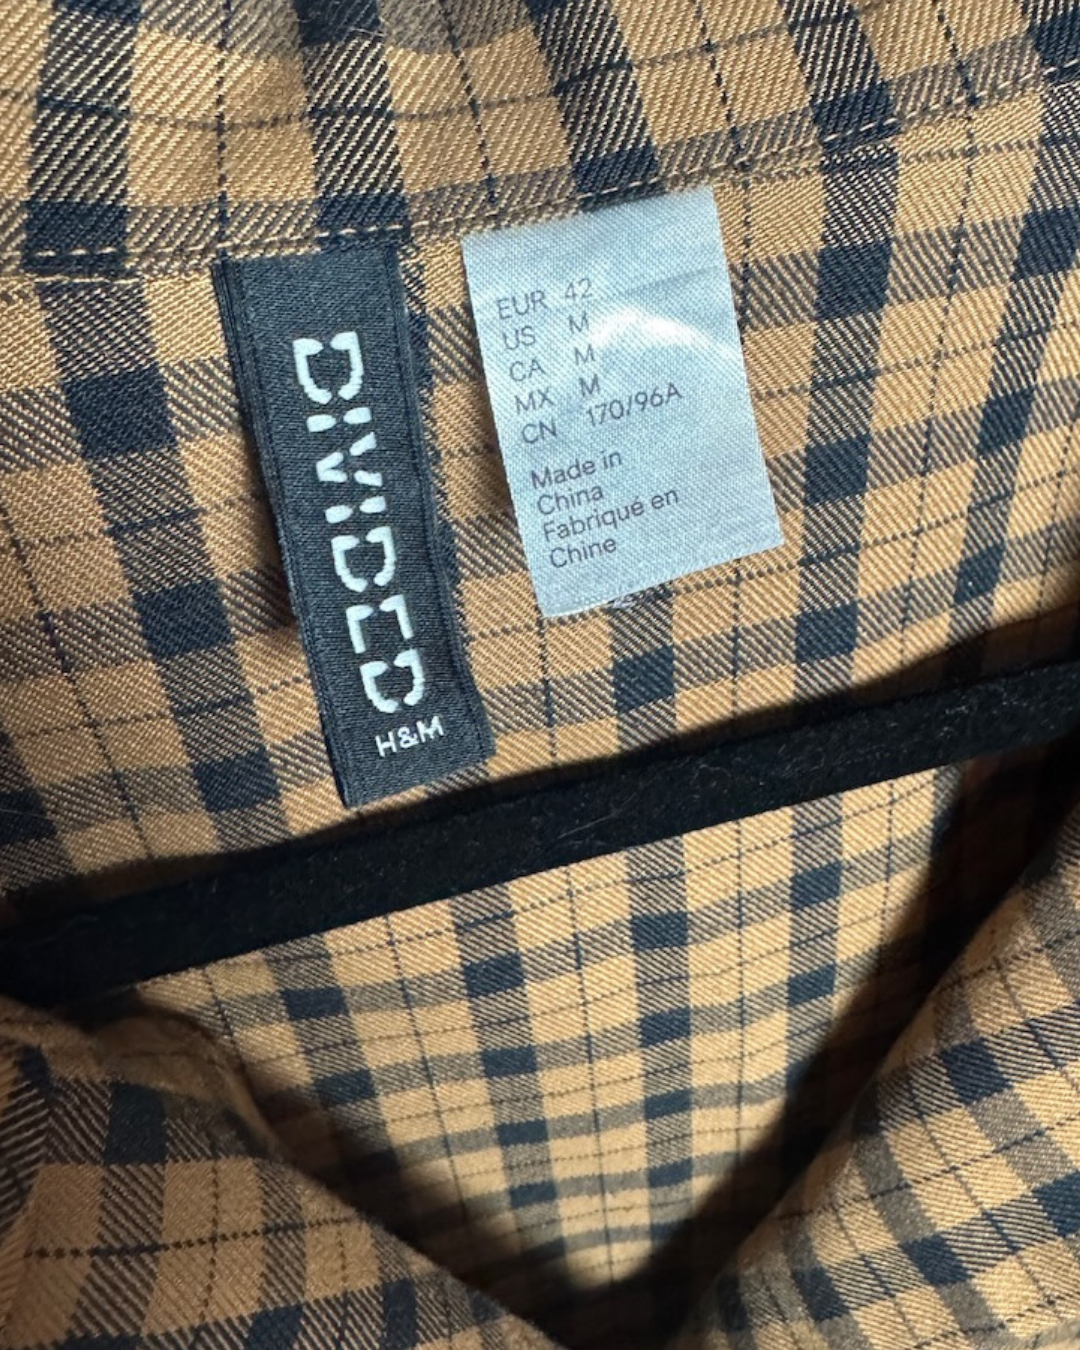 DIVIDED
H&M
EUR 42
US M
CA M
MX M
CN 170/96A
Made in
China
Fabriqué en
Chine